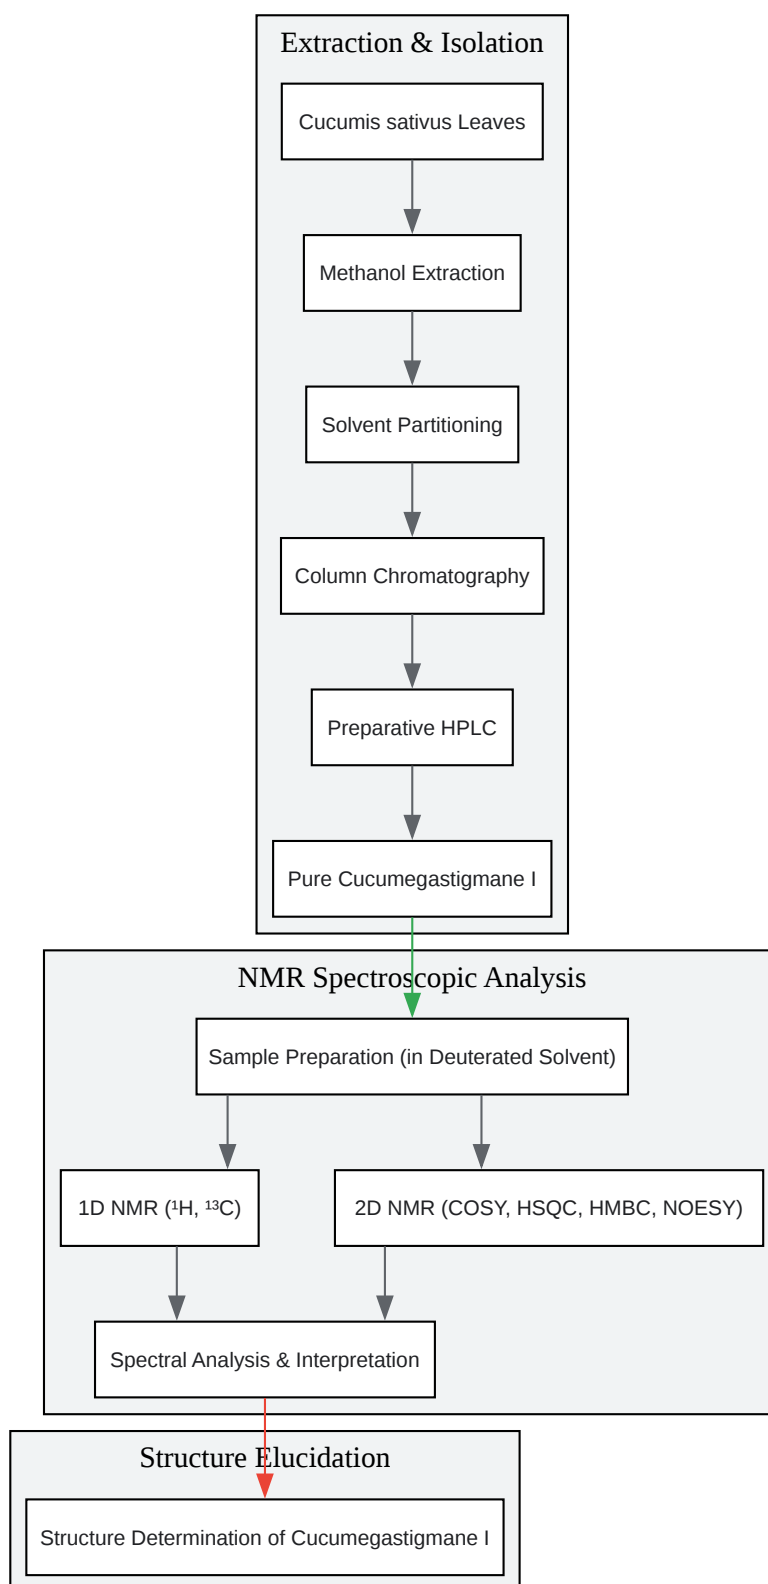 Extraction & Isolation
Cucumis sativus Leaves
Methanol Extraction
Solvent Partitioning
Column Chromatography
Preparative HPLC
Pure Cucumegastigmane I
NMR Spectroscopic Analysis
Sample Preparation (in Deuterated Solvent)
1D NMR (¹H, ¹³C)
2D NMR (COSY, HSQC, HMBC, NOESY)
Spectral Analysis & Interpretation
Structure Elucidation
Structure Determination of Cucumegastigmane I